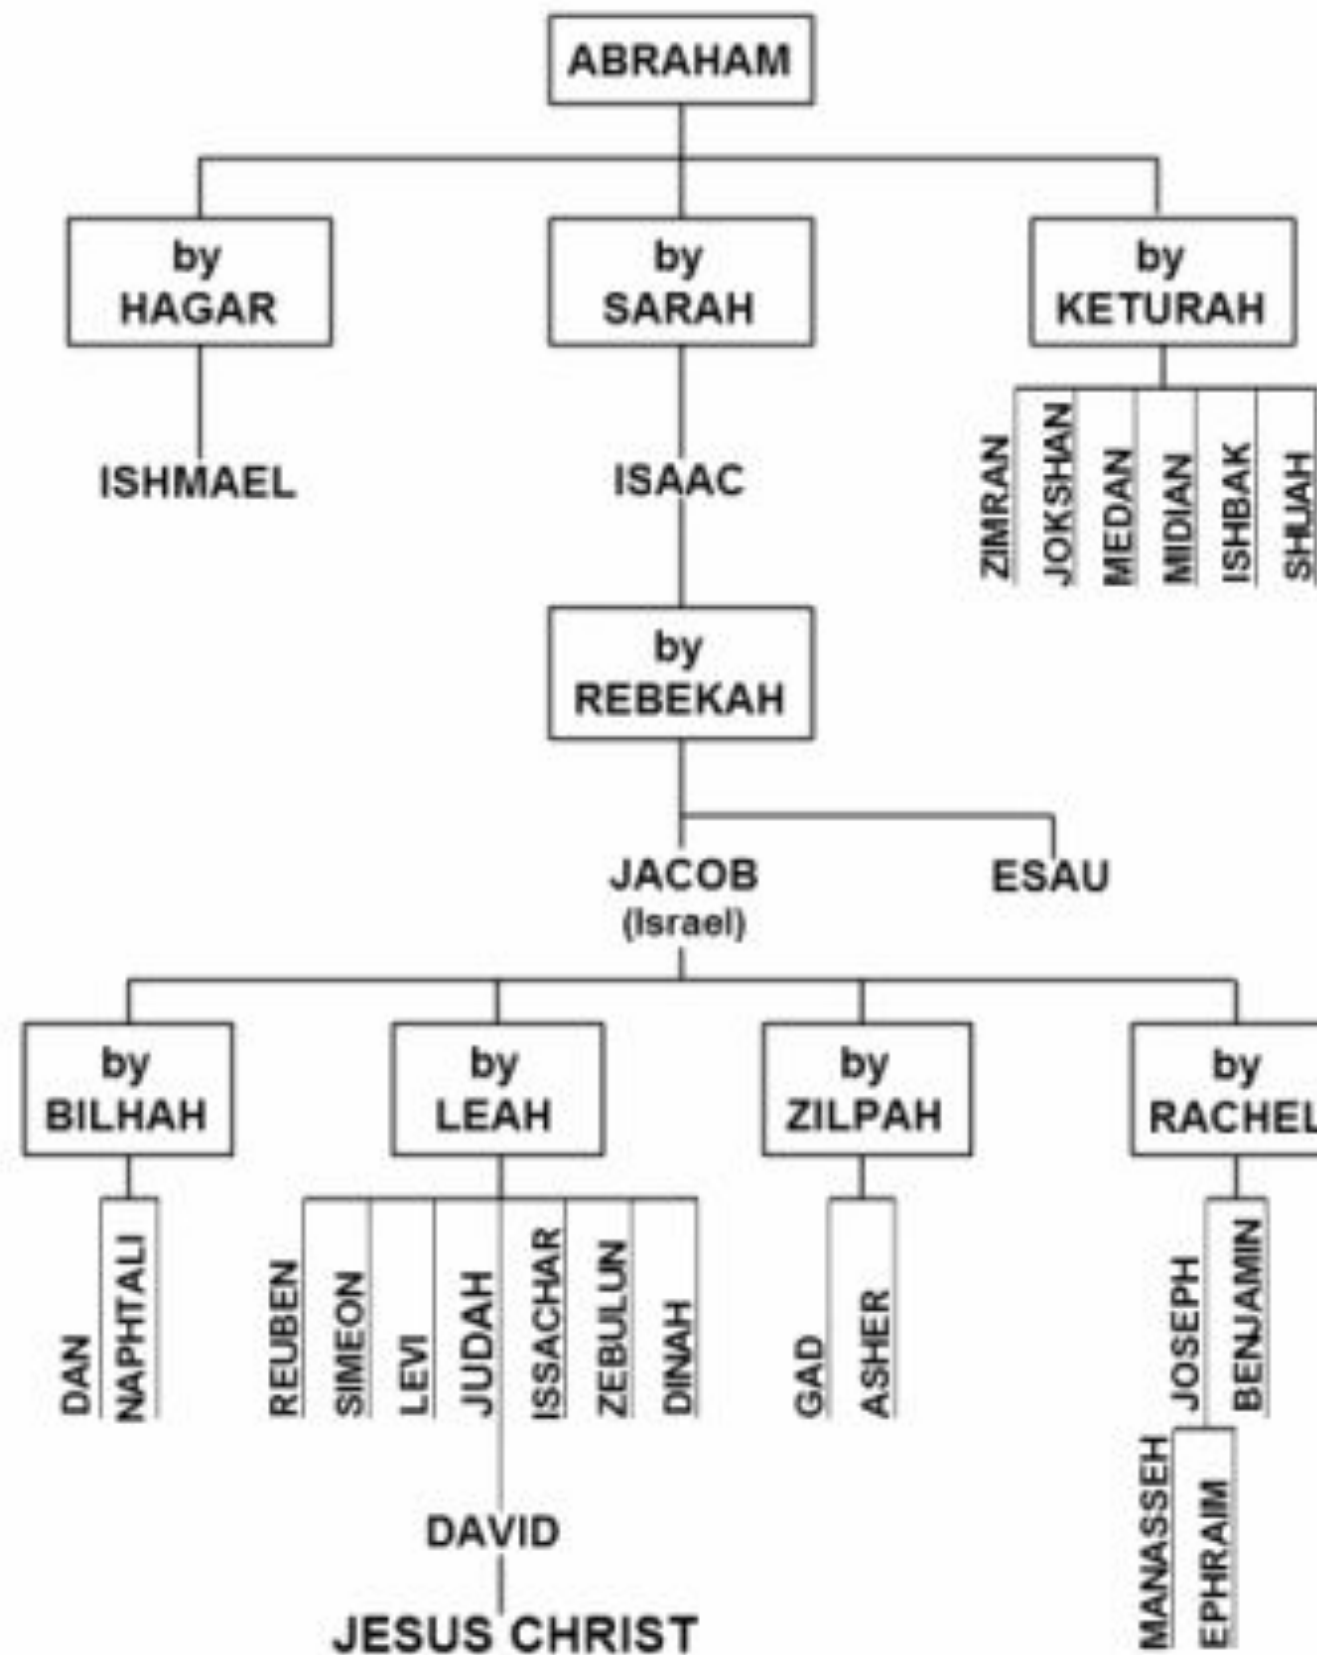 ABRAHAM
by
HAGAR
by
SARAH
by
KETURAH
ISHMAEL
ISAAC
ZIMRAN
JOKSHAN
MEDAN
MIDIAN
ISHBAK
SHUAH
by
REBEKAH
JACOB
(Israel)
ESAU
by
BILHAH
by
LEAH
by
ZILPAH
by
RACHEL
DAN
NAPHTALI
REUBEN
SIMEON
LEVI
JUDAH
ISSACHAR
ZEBULUN
DINAH
GAD
ASHER
JOSEPH
BENJAMIN
MANASSEH
EPHRAIM
DAVID
JESUS CHRIST